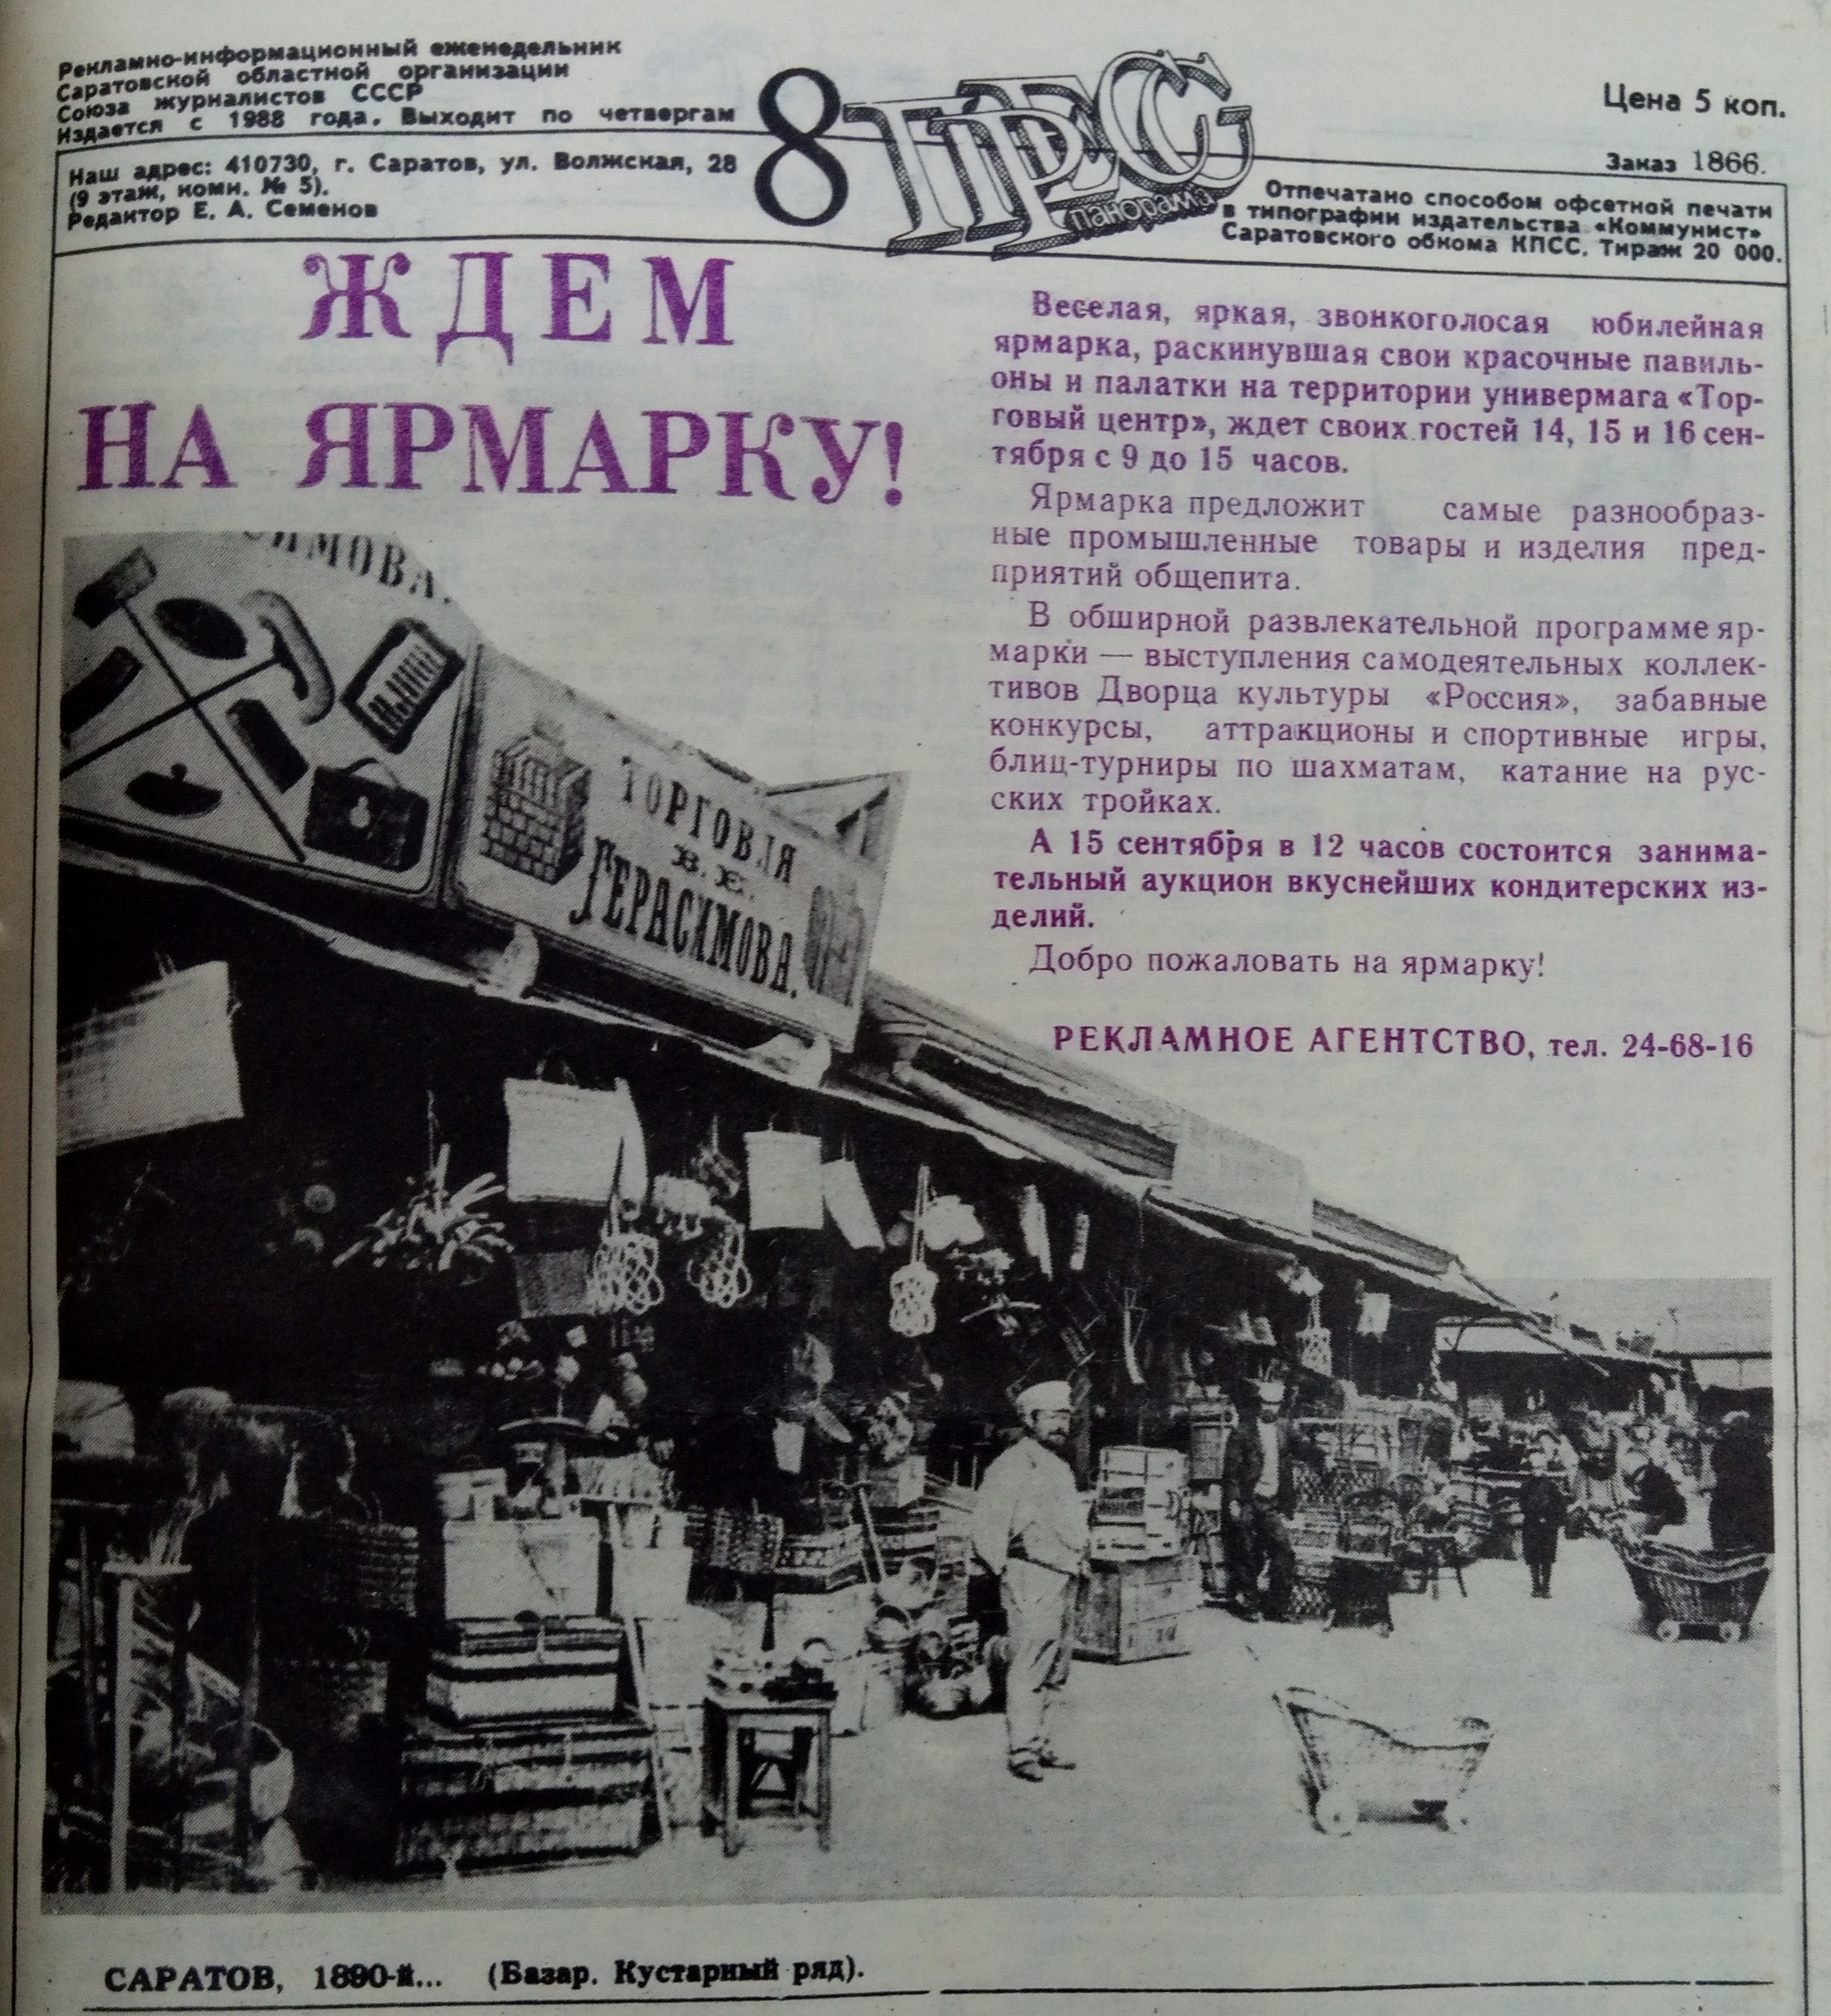 Рекламно-информационный еженедельник
Саратовской областной организации
Союза журналистов СССР
Издается с 1988 года. Выходит по четвергам
Наш адрес: 410730, г. Саратов, ул. Волжская, 28
(9 этаж, комн. № 5).
Редактор Е. А. Семенов
8
ПРЕСС
панорама
Цена 5 коп.
Заказ 1866.
Отпечатано способом офсетной печати
в типографии издательства «Коммунист»
Саратовского обкома КПСС. Тираж 20 000.
ЖДЕМ
НА ЯРМАРКУ!
Веселая, яркая, звонкоголосая юбилейная
ярмарка, раскинувшая свои красочные павиль-
оны и палатки на территории универмага «Тор-
говый центр», ждет своих гостей 14, 15 и 16 сен-
тября с 9 до 15 часов.
Ярмарка предложит самые разнообраз-
ные промышленные товары и изделия пред-
приятий общепита.
В обширной развлекательной программе яр-
марки — выступления самодеятельных коллек-
тивов Дворца культуры «Россия», забавные
конкурсы, аттракционы и спортивные игры,
блиц-турниры по шахматам, катание на рус-
ских тройках.
А 15 сентября в 12 часов состоится занима-
тельный аукцион вкуснейших кондитерских из-
делий.
Добро пожаловать на ярмарку!
РЕКЛАМНОЕ АГЕНТСТВО, тел. 24-68-16
СИМОВА.
ТОРГОВЛЯ
В. Е.
ГЕРАСИМОВА.
САРАТОВ, 1890-й... (Базар. Кустарный ряд).